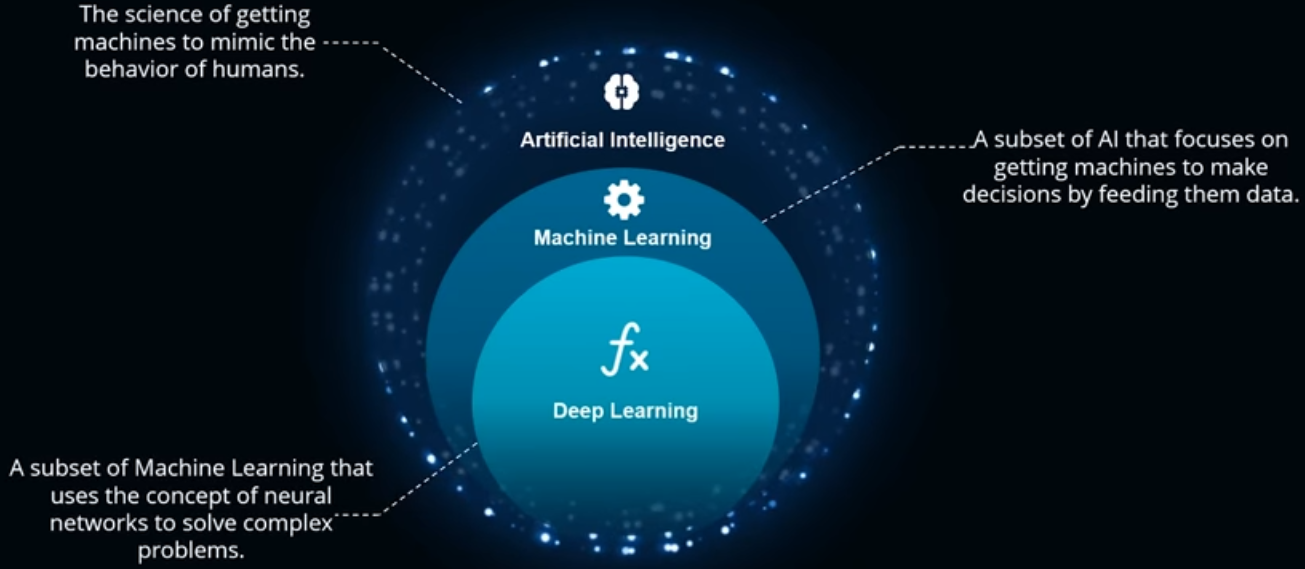 The science of getting
machines to mimic the
behavior of humans.
Artificial Intelligence
A subset of AI that focuses on
getting machines to make
decisions by feeding them data.
Machine Learning
fx
Deep Learning
A subset of Machine Learning that
uses the concept of neural
networks to solve complex
problems.